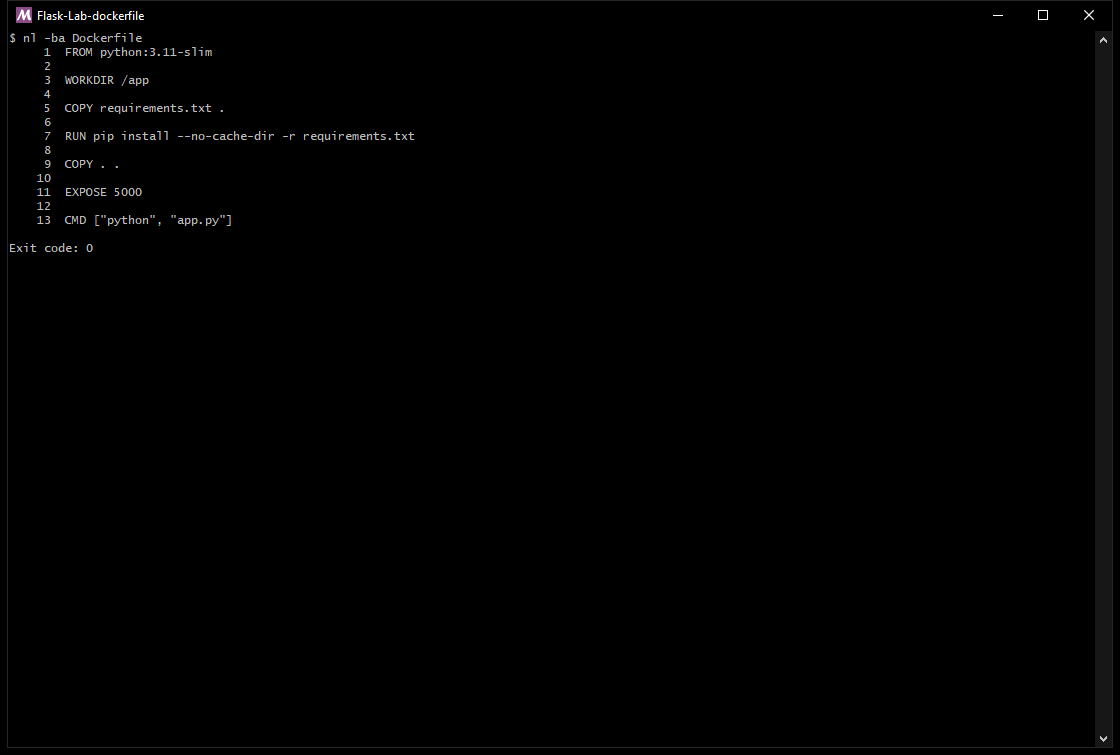 Flask-Lab-dockerfile
$ nl -ba Dockerfile
     1  FROM python:3.11-slim
     2
     3  WORKDIR /app
     4
     5  COPY requirements.txt .
     6
     7  RUN pip install --no-cache-dir -r requirements.txt
     8
     9  COPY . .
    10
    11  EXPOSE 5000
    12
    13  CMD ["python", "app.py"]

Exit code: 0